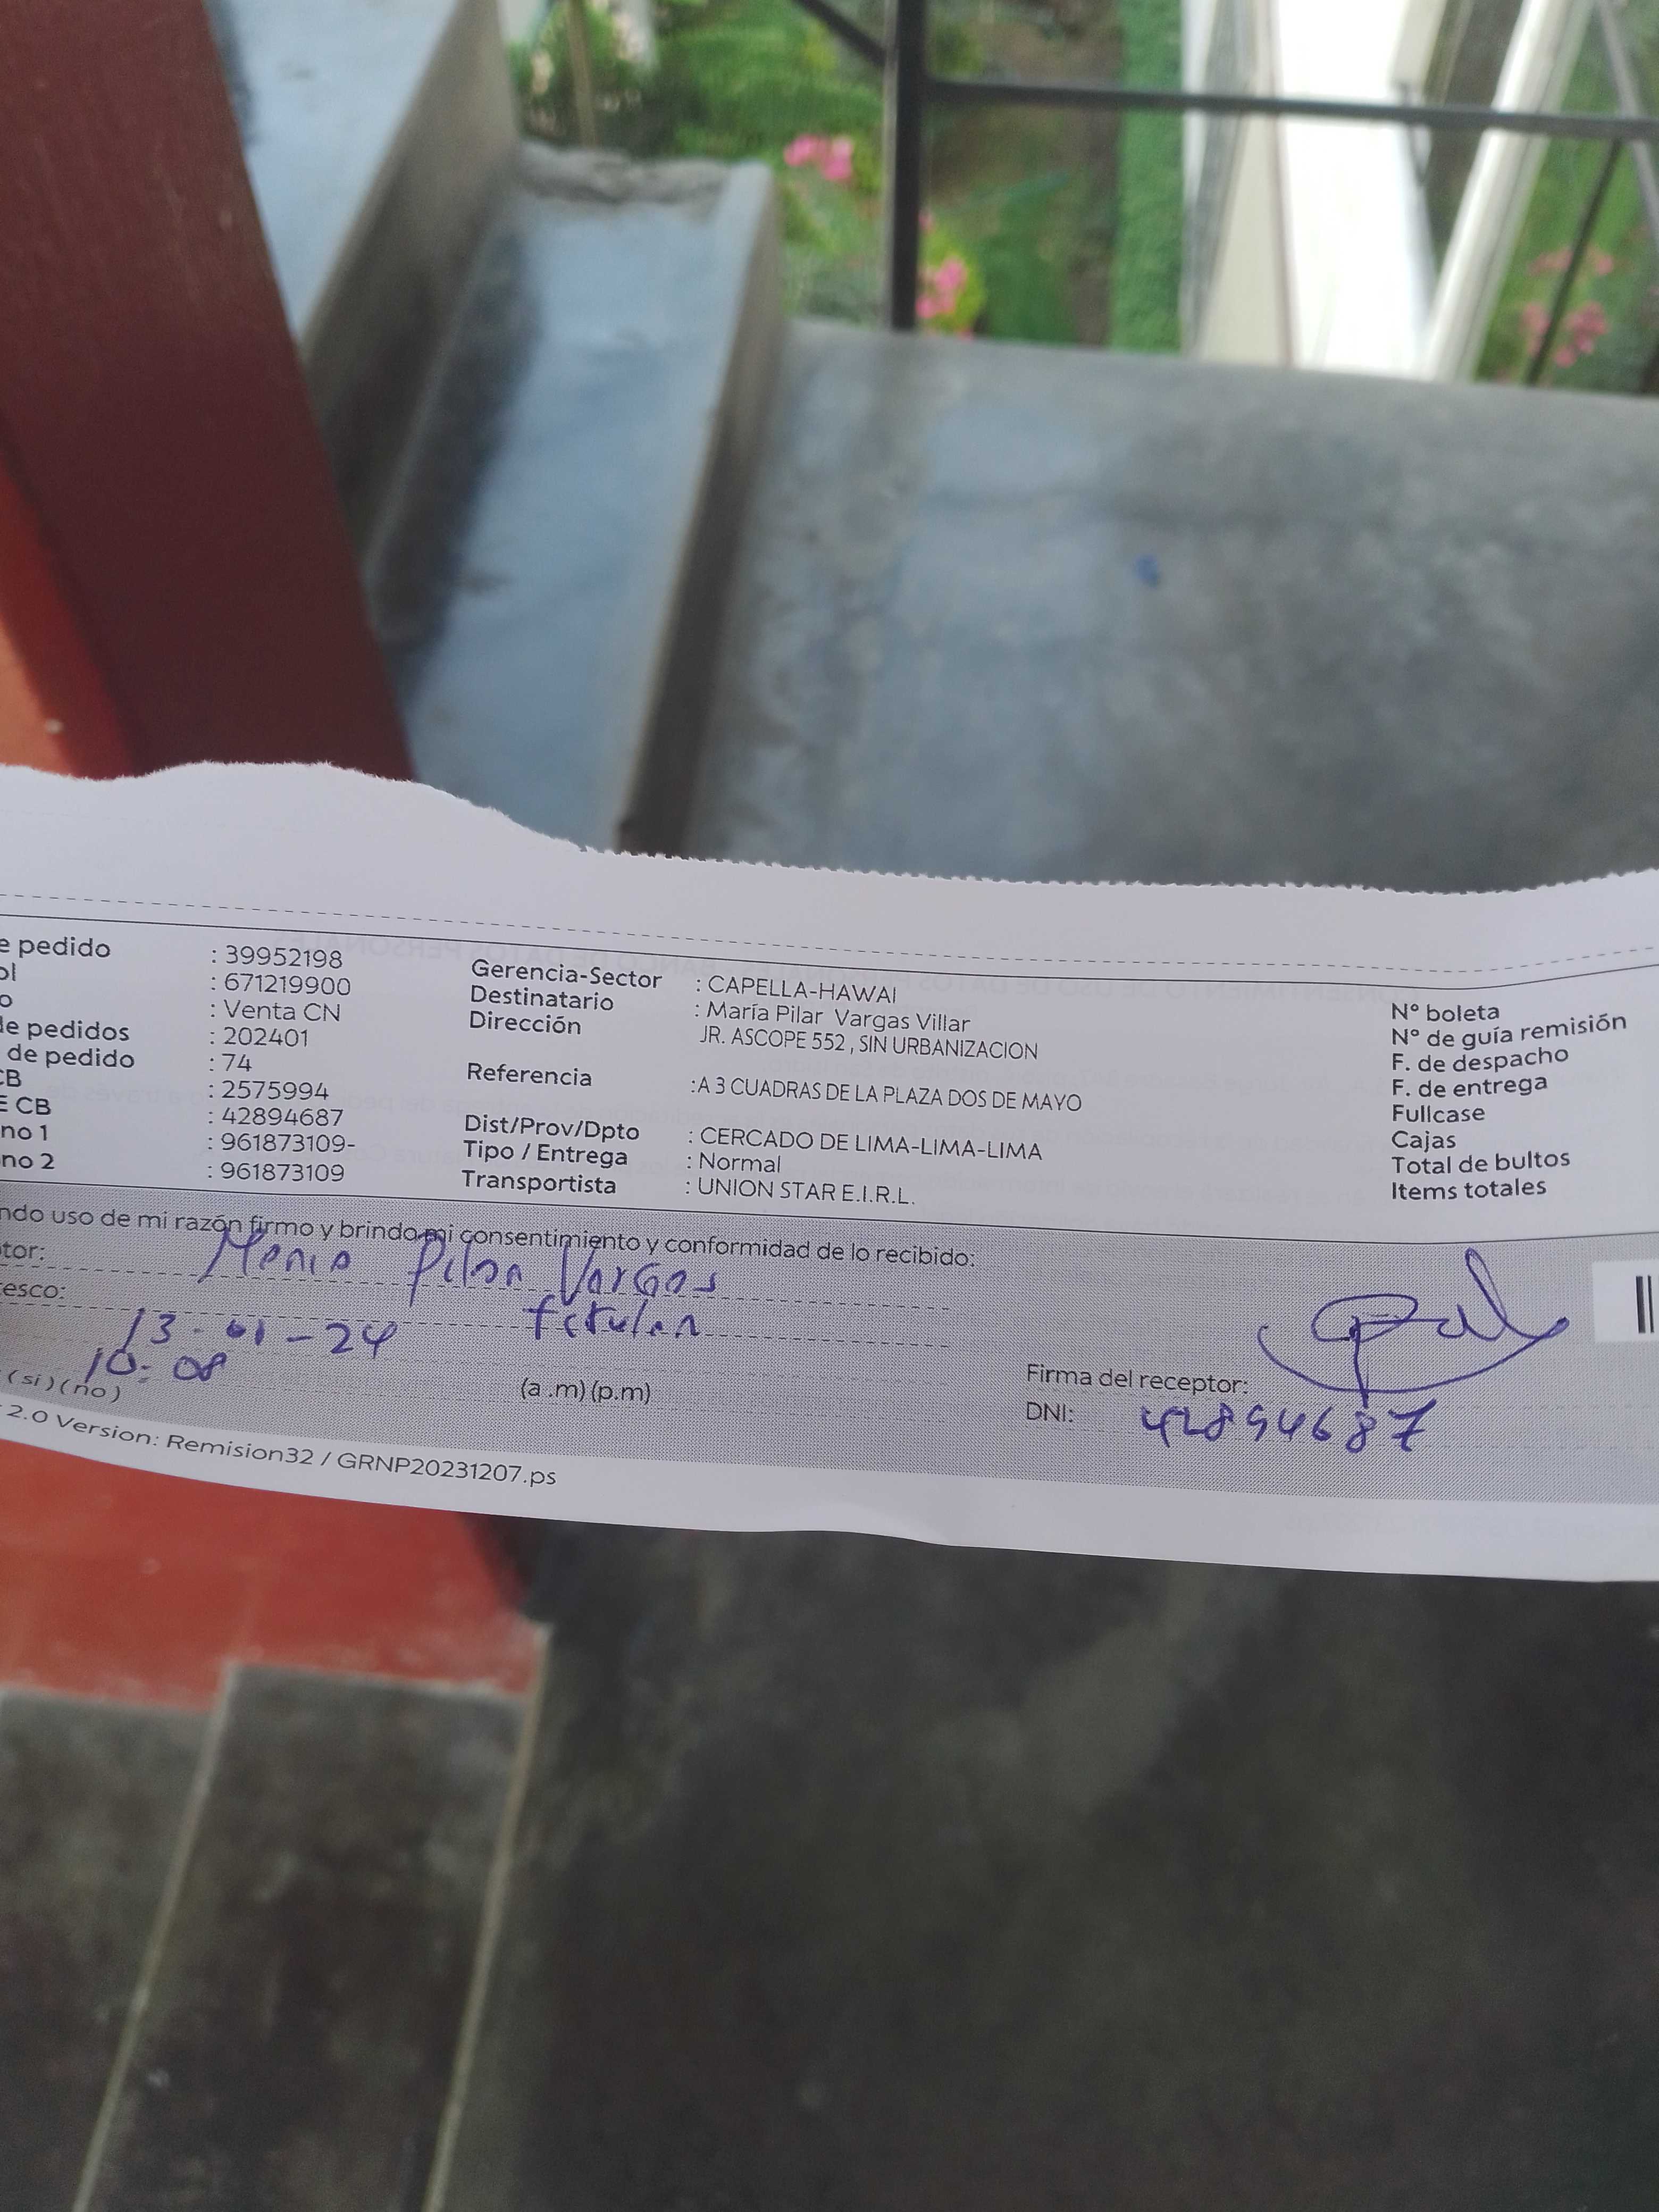 e pedido : 39952198
ol : 671219900
o : Venta CN
de pedidos : 202401
de pedido : 74
CB : 2575994
E CB : 42894687
no 1 : 961873109-
no 2 : 961873109
Gerencia-Sector : CAPELLA-HAWAI
Destinatario : María Pilar Vargas Villar
Dirección JR. ASCOPE 552 , SIN URBANIZACION
Referencia :A 3 CUADRAS DE LA PLAZA DOS DE MAYO
Dist/Prov/Dpto : CERCADO DE LIMA-LIMA-LIMA
Tipo / Entrega : Normal
Transportista : UNION STAR E.I.R.L.
N° boleta
N° de guía remisión
F. de despacho
F. de entrega
Fullcase
Cajas
Total de bultos
Items totales
ndo uso de mi razón firmo y brindo mi consentimiento y conformidad de lo recibido:
tor: Maria Pilar Vargas
esco: titular
13-01-24
10:08
(si)(no) (a .m)(p.m)
Firma del receptor:
DNI: 42894687
2.0 Version: Remision32 / GRNP20231207.ps